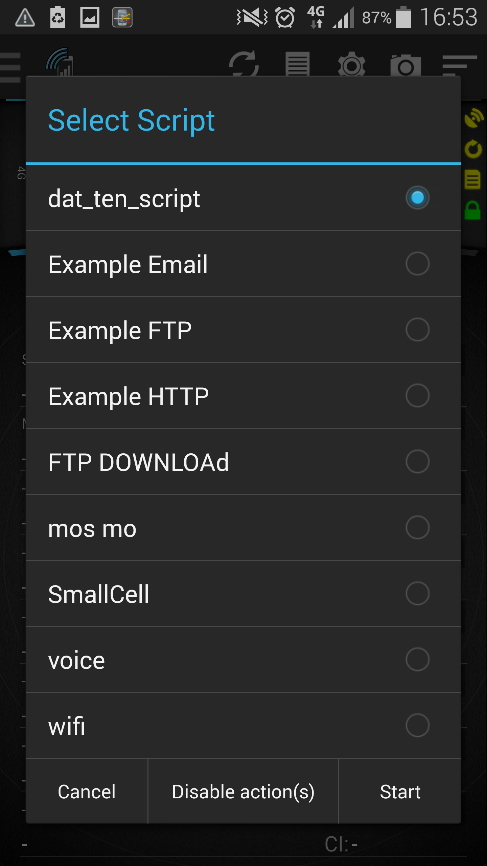 4G 87% 16:53
Select Script
4G
dat_ten_script
Example Email
Example FTP
Example HTTP
FTP DOWNLOAd
mos mo
SmallCell
voice
wifi
Cancel Disable action(s) Start
- CI: -